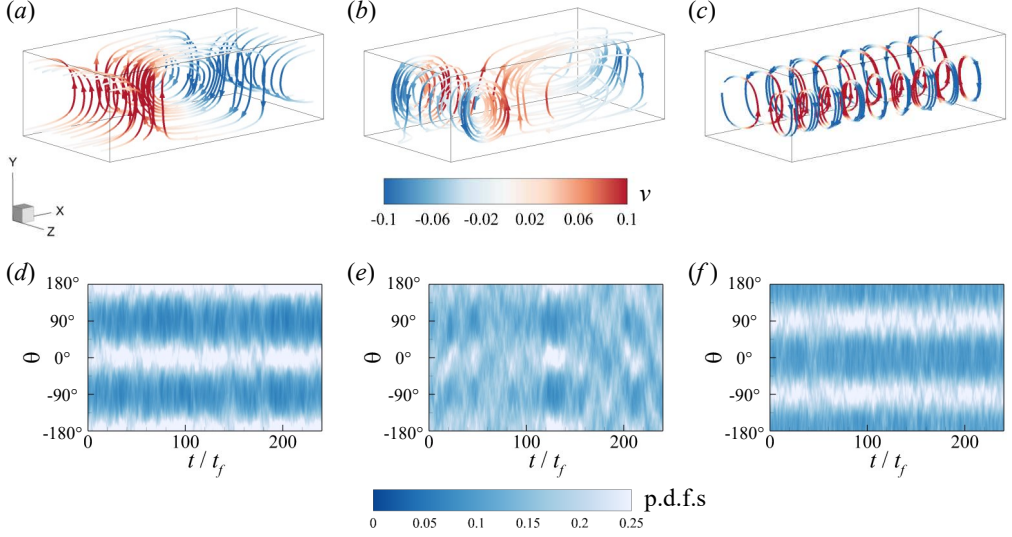 (a) (b) (c)
Y
X
Z
v
-0.1 -0.06 -0.02 0.02 0.06 0.1
(d) (e) (f)
180° 180° 180°
90° 90° 90°
θ 0° θ 0° θ 0°
-90° -90° -90°
-180° -180° -180°
0 100 200 0 100 200 0 100 200
t / t_f t / t_f t / t_f
p.d.f.s
0 0.05 0.1 0.15 0.2 0.25